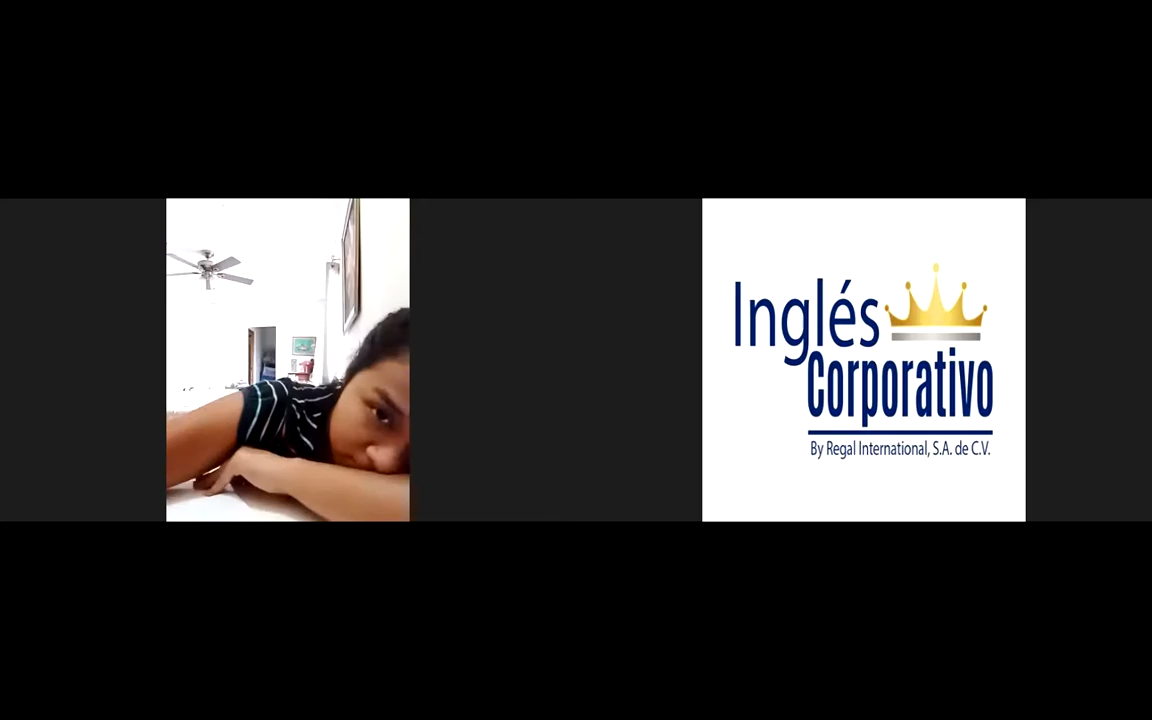 Inglés
Corporativo
By Regal International, S.A. de C.V.